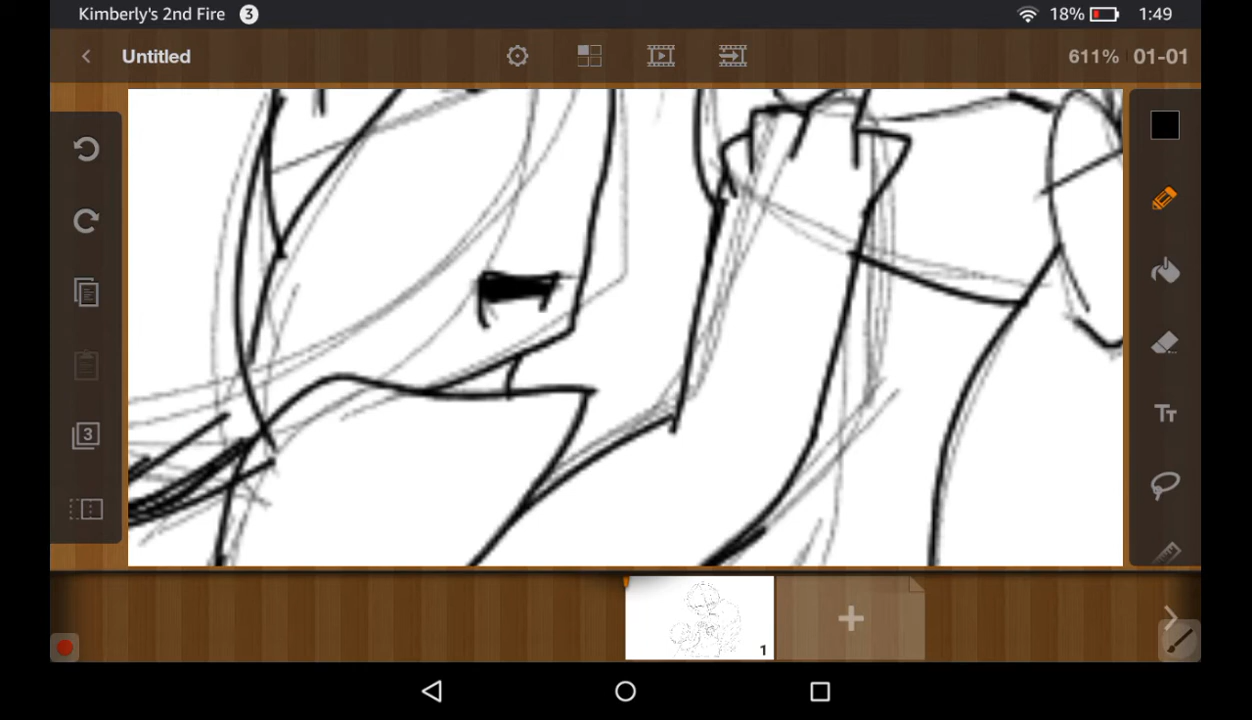 Kimberly's 2nd Fire 3 18% 1:49
Untitled 611% 01-01
Tт
3
1